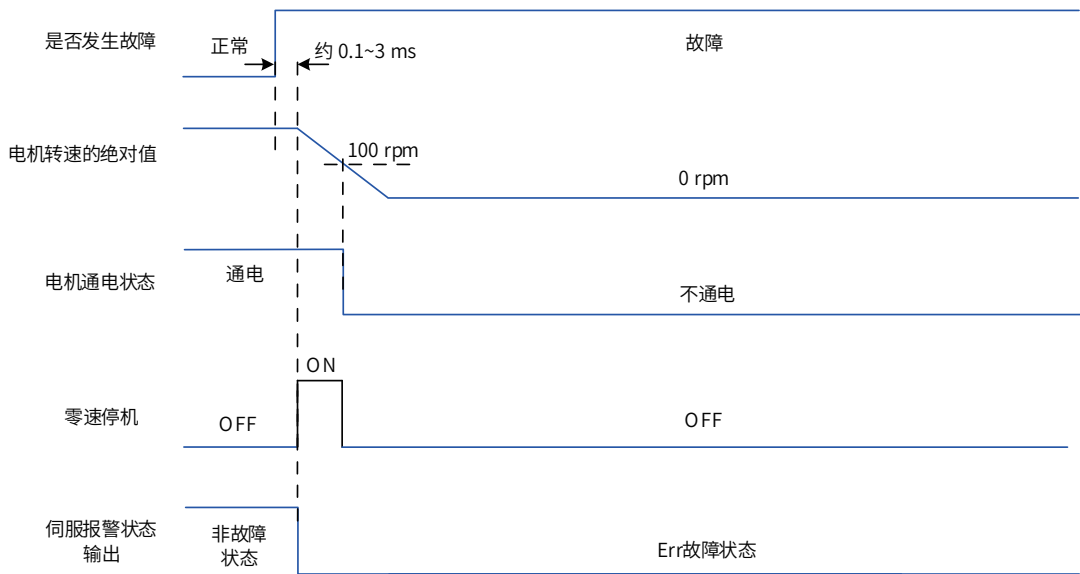 是否发生故障
正常
约 0.1~3 ms
故障
电机转速的绝对值
100 rpm
0 rpm
电机通电状态
通电
不通电
零速停机
OFF
ON
OFF
伺服报警状态
输出
非故障
状态
Err故障状态